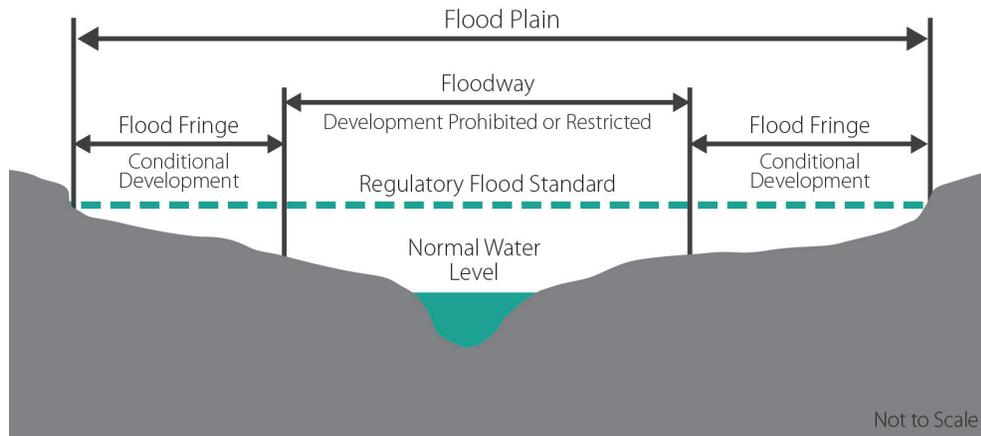 Flood Plain
Floodway
Development Prohibited or Restricted
Flood Fringe
Conditional
Development
Flood Fringe
Conditional
Development
Regulatory Flood Standard
Normal Water
Level
Not to Scale